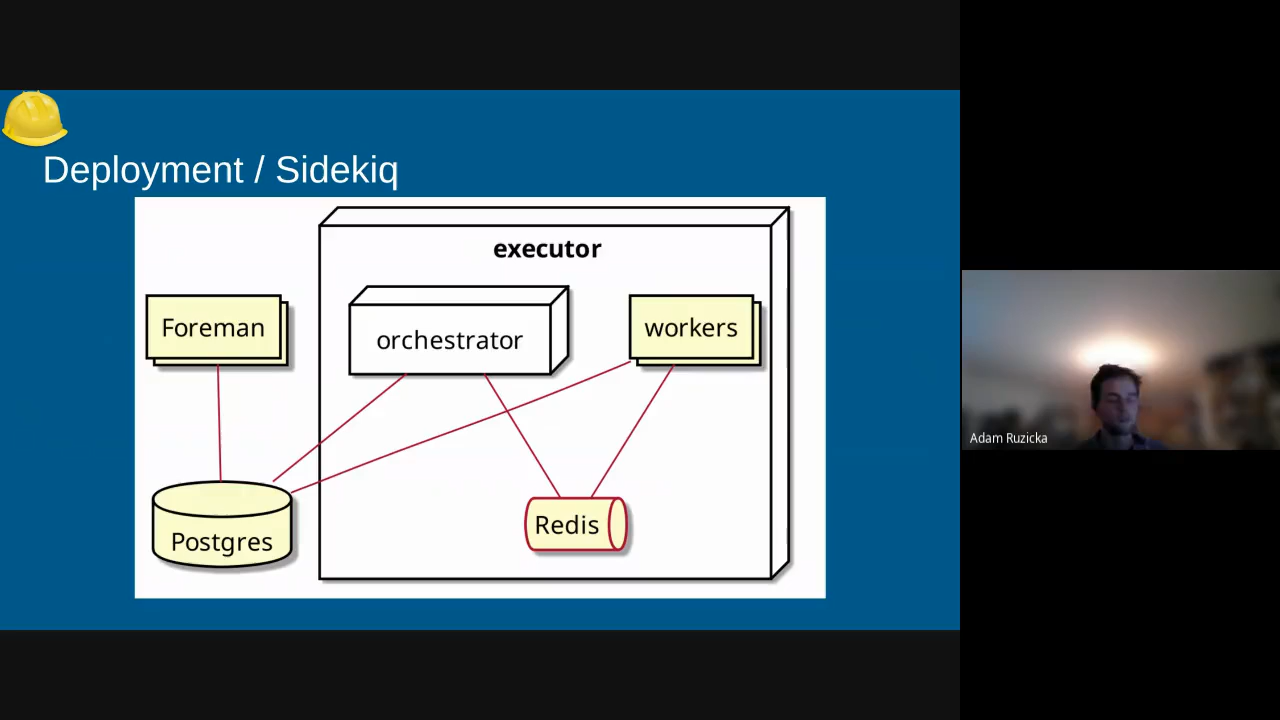 Deployment / Sidekiq
executor
Foreman
orchestrator
workers
Postgres
Redis
Adam Ruzicka